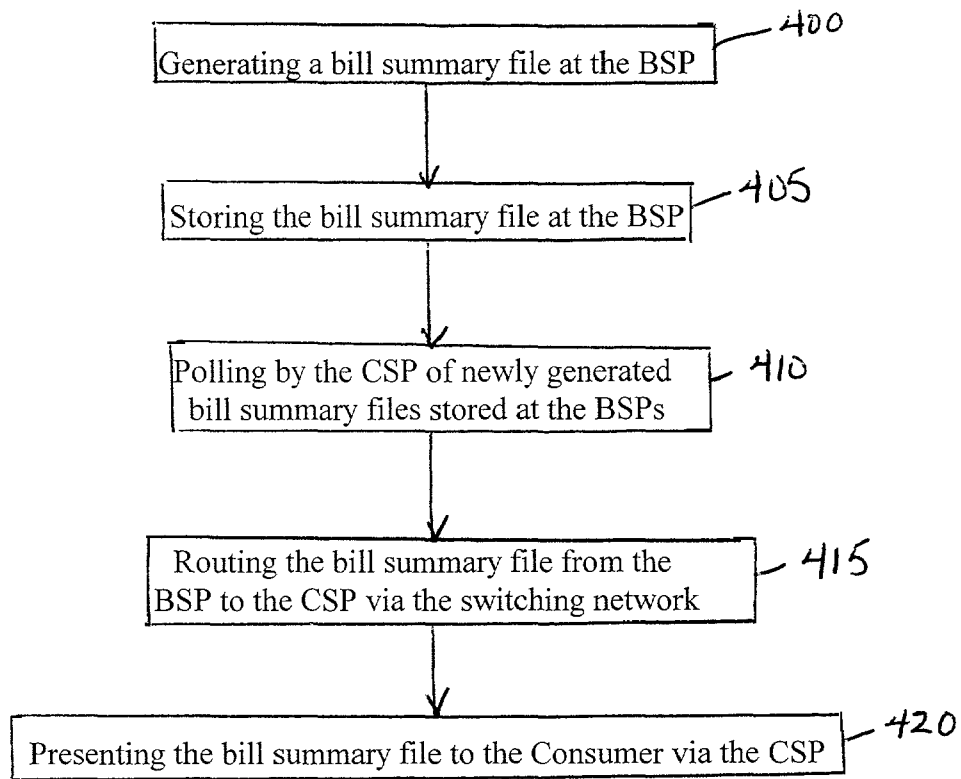 400
Generating a bill summary file at the BSP
405
Storing the bill summary file at the BSP
410
Polling by the CSP of newly generated
bill summary files stored at the BSPs
415
Routing the bill summary file from the
BSP to the CSP via the switching network
420
Presenting the bill summary file to the Consumer via the CSP